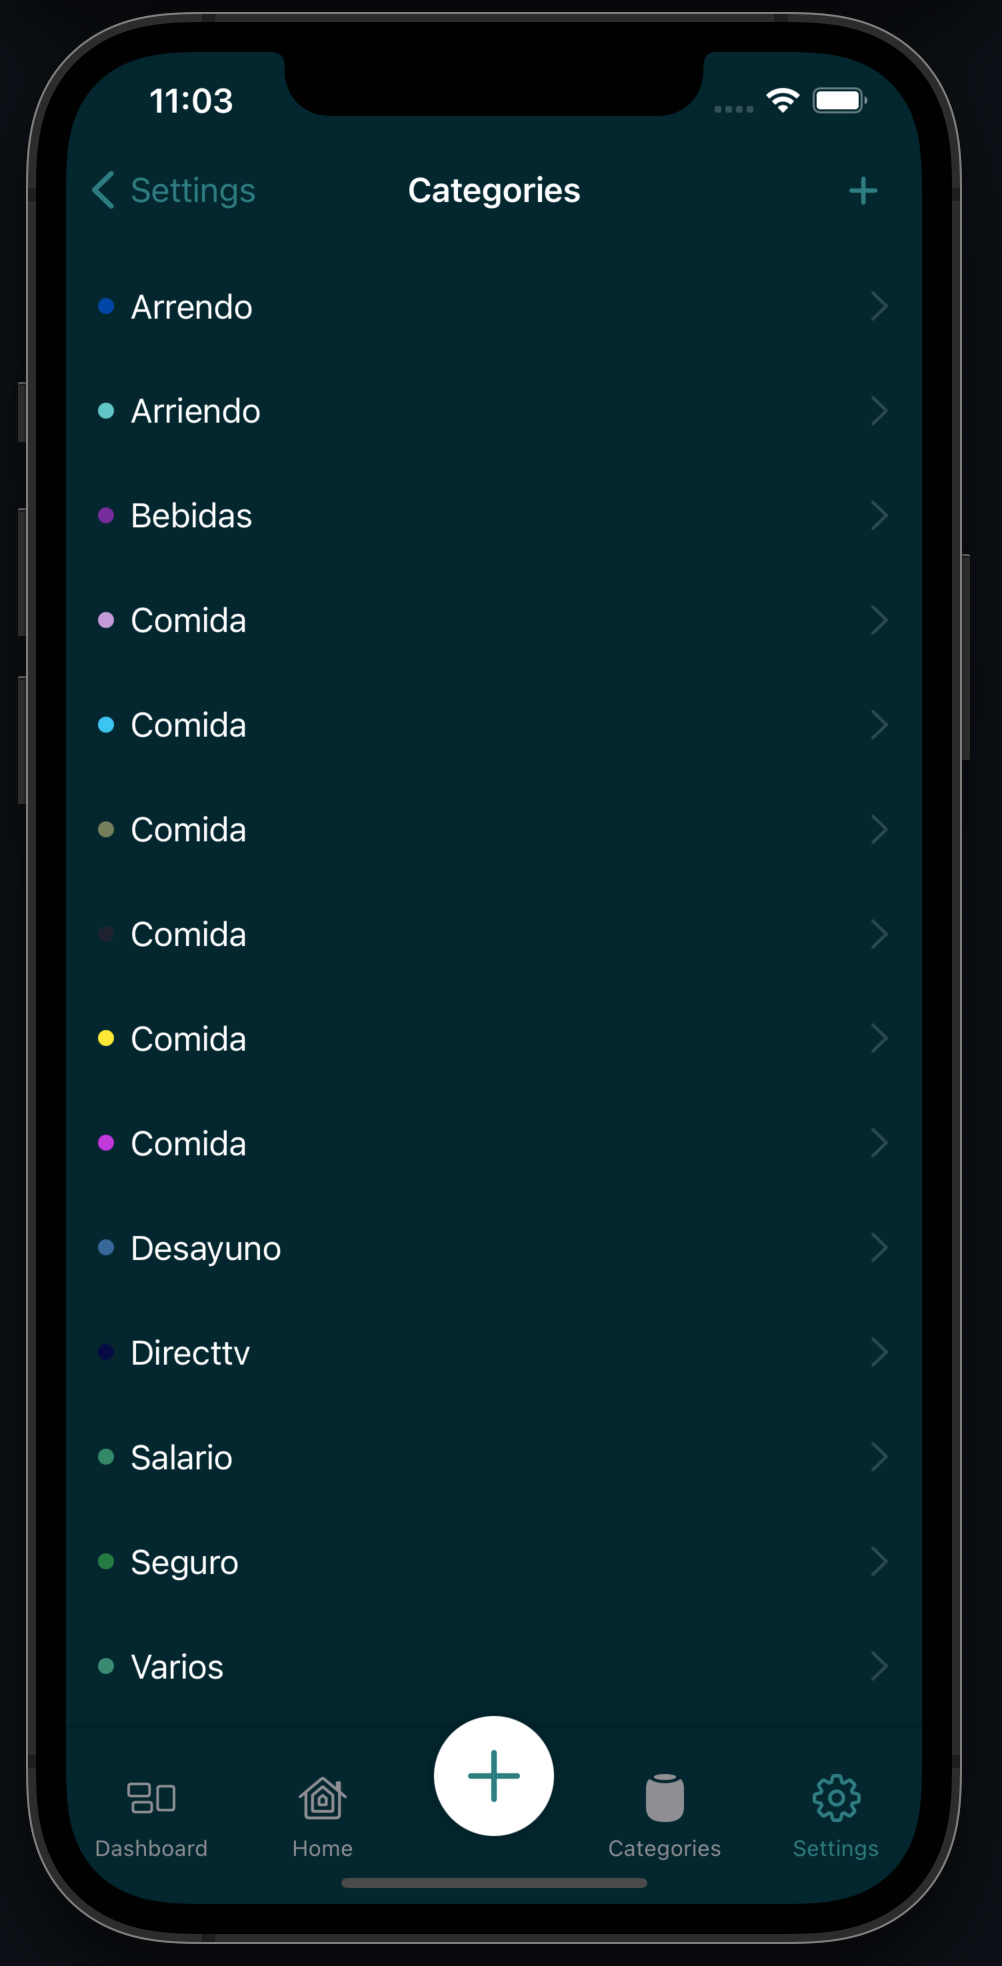 11:03
Settings
Categories
Arrendo
Arriendo
Bebidas
Comida
Comida
Comida
Comida
Comida
Comida
Desayuno
Directtv
Salario
Seguro
Varios
Dashboard
Home
Categories
Settings